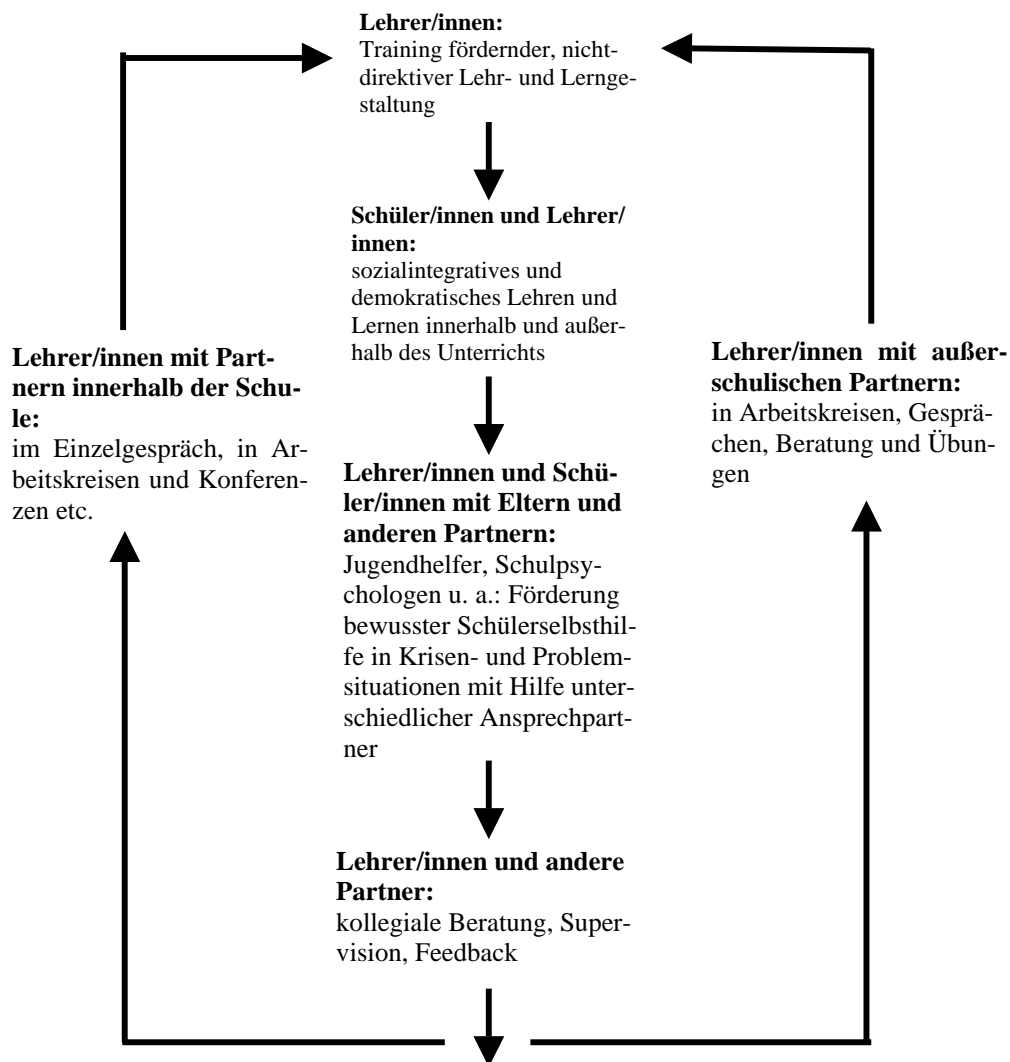 Lehrer/innen:
Training fördernder, nicht-
direktiver Lehr- und Lernge-
staltung
Schüler/innen und Lehrer/
innen:
sozialintegratives und
demokratisches Lehren und
Lernen innerhalb und außer-
halb des Unterrichts
Lehrer/innen mit Part-
nern innerhalb der Schu-
le:
im Einzelgespräch, in Ar-
beitskreisen und Konferen-
zen etc.
Lehrer/innen mit außer-
schulischen Partnern:
in Arbeitskreisen, Gesprä-
chen, Beratung und Übun-
gen
Lehrer/innen und Schü-
ler/innen mit Eltern und
anderen Partnern:
Jugendhelfer, Schulpsy-
chologen u. a.: Förderung
bewusster Schülerselbsthil-
fe in Krisen- und Problem-
situationen mit Hilfe unter-
schiedlicher Ansprechpart-
ner
Lehrer/innen und andere
Partner:
kollegiale Beratung, Super-
vision, Feedback